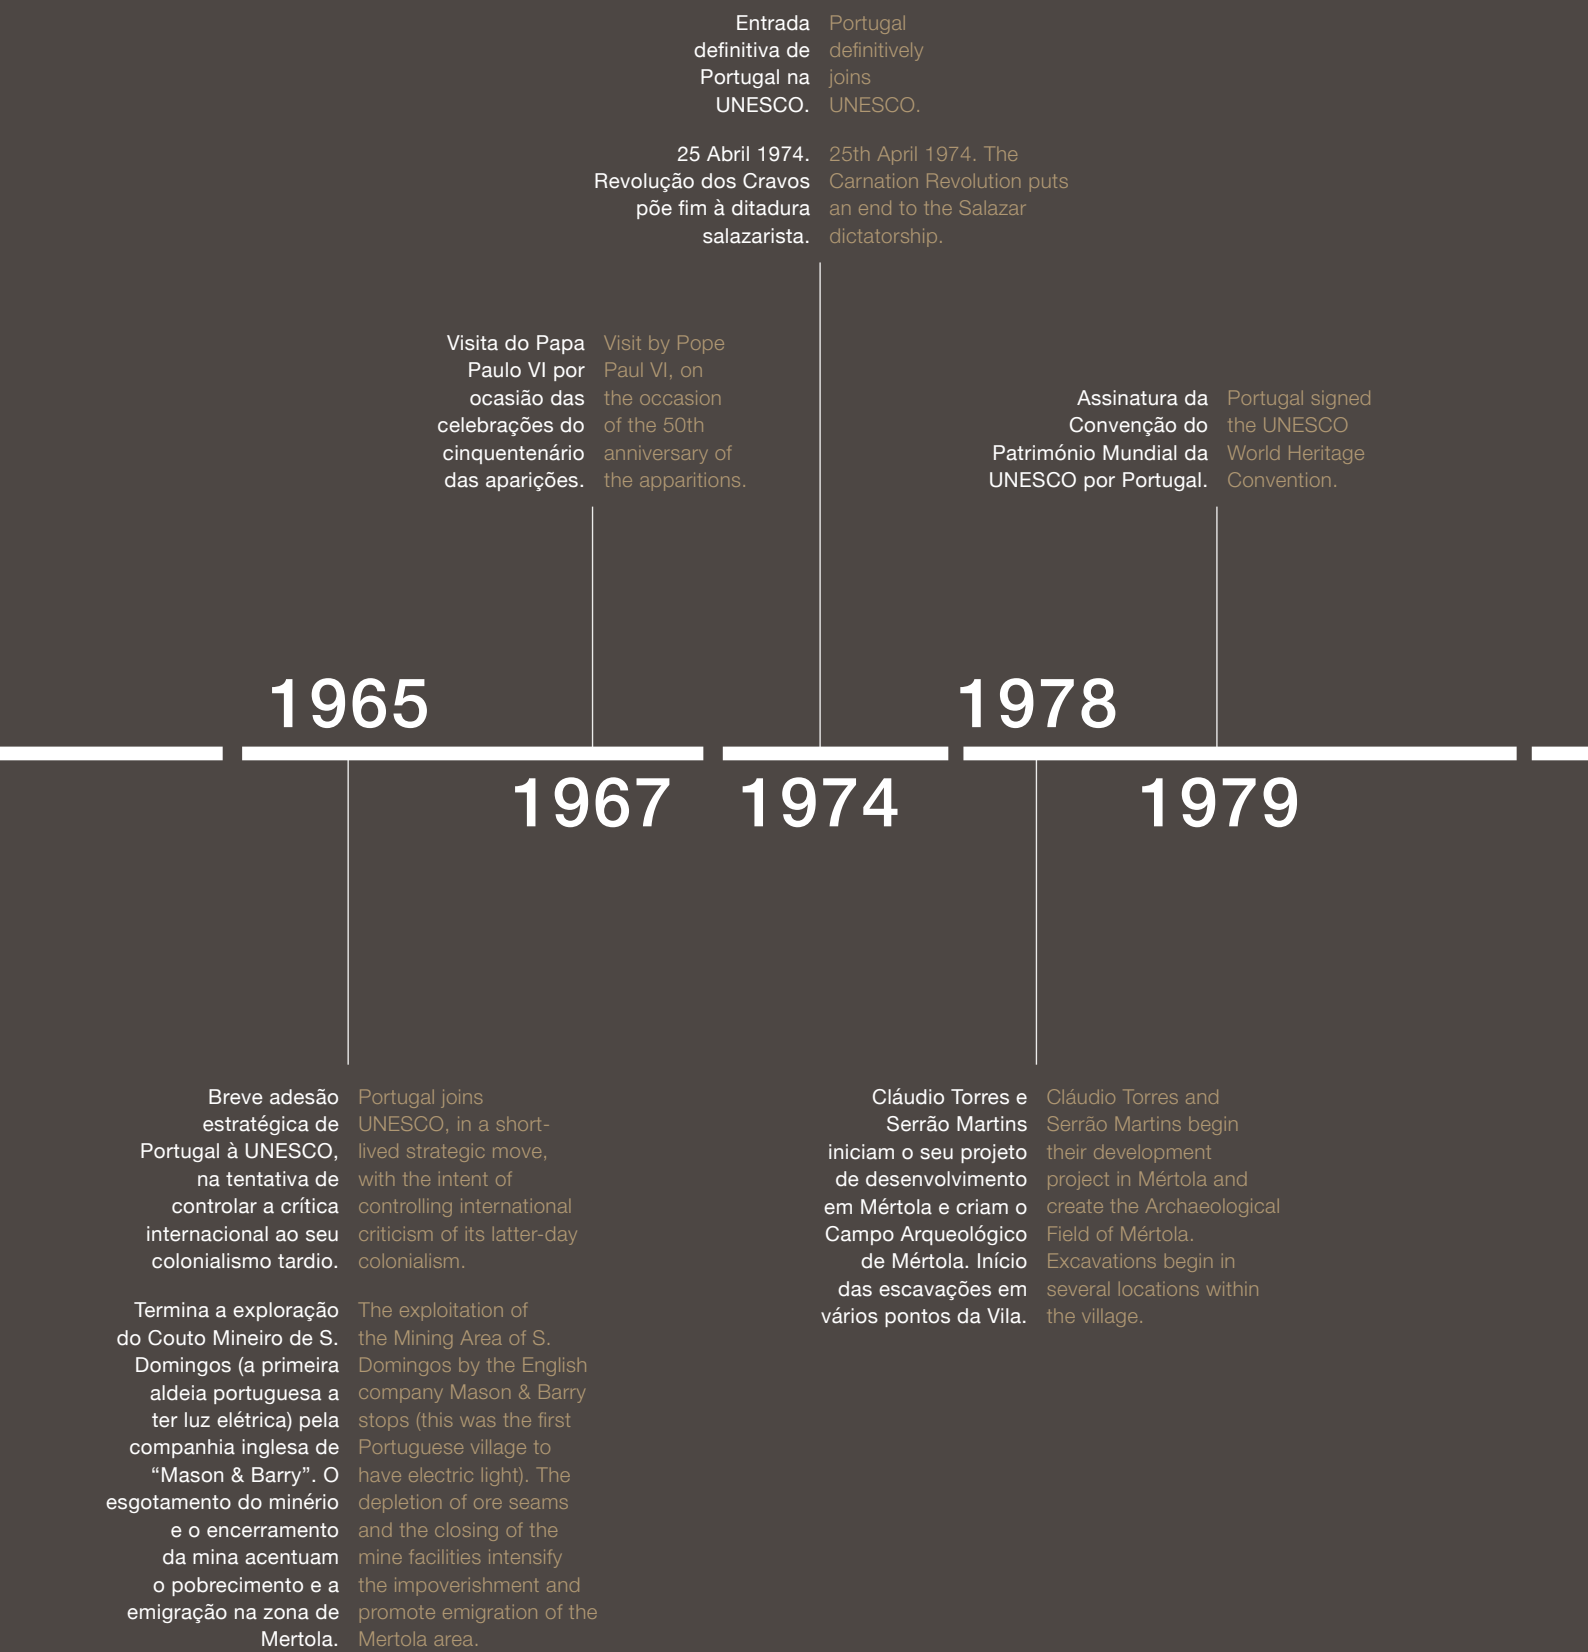 Entrada
definitiva de
Portugal na
UNESCO.
Portugal
definitively
joins
UNESCO.
25 Abril 1974.
Revolução dos Cravos
põe fim à ditadura
salazarista.
25th April 1974. The
Carnation Revolution puts
an end to the Salazar
dictatorship.
Visita do Papa
Paulo VI por
ocasião das
celebrações do
cinquentenário
das aparições.
Visit by Pope
Paul VI, on
the occasion
of the 50th
anniversary of
the apparitions.
Assinatura da
Convenção do
Património Mundial da
UNESCO por Portugal.
Portugal signed
the UNESCO
World Heritage
Convention.
1965
1978
1967
1974
1979
Breve adesão
estratégica de
Portugal à UNESCO,
na tentativa de
controlar a crítica
internacional ao seu
colonialismo tardio.
Portugal joins
UNESCO, in a short-
lived strategic move,
with the intent of
controlling international
criticism of its latter-day
colonialism.
Termina a exploração
do Couto Mineiro de S.
Domingos (a primeira
aldeia portuguesa a
ter luz elétrica) pela
companhia inglesa de
“Mason & Barry”. O
esgotamento do minério
e o encerramento
da mina acentuam
o pobrecimento e a
emigração na zona de
Mertola.
The exploitation of
the Mining Area of S.
Domingos by the English
company Mason & Barry
stops (this was the first
Portuguese village to
have electric light). The
depletion of ore seams
and the closing of the
mine facilities intensify
the impoverishment and
promote emigration of the
Mertola area.
Cláudio Torres e
Serrão Martins
iniciam o seu projeto
de desenvolvimento
em Mértola e criam o
Campo Arqueológico
de Mértola. Início
das escavações em
vários pontos da Vila.
Cláudio Torres and
Serrão Martins begin
their development
project in Mértola and
create the Archaeological
Field of Mértola.
Excavations begin in
several locations within
the village.